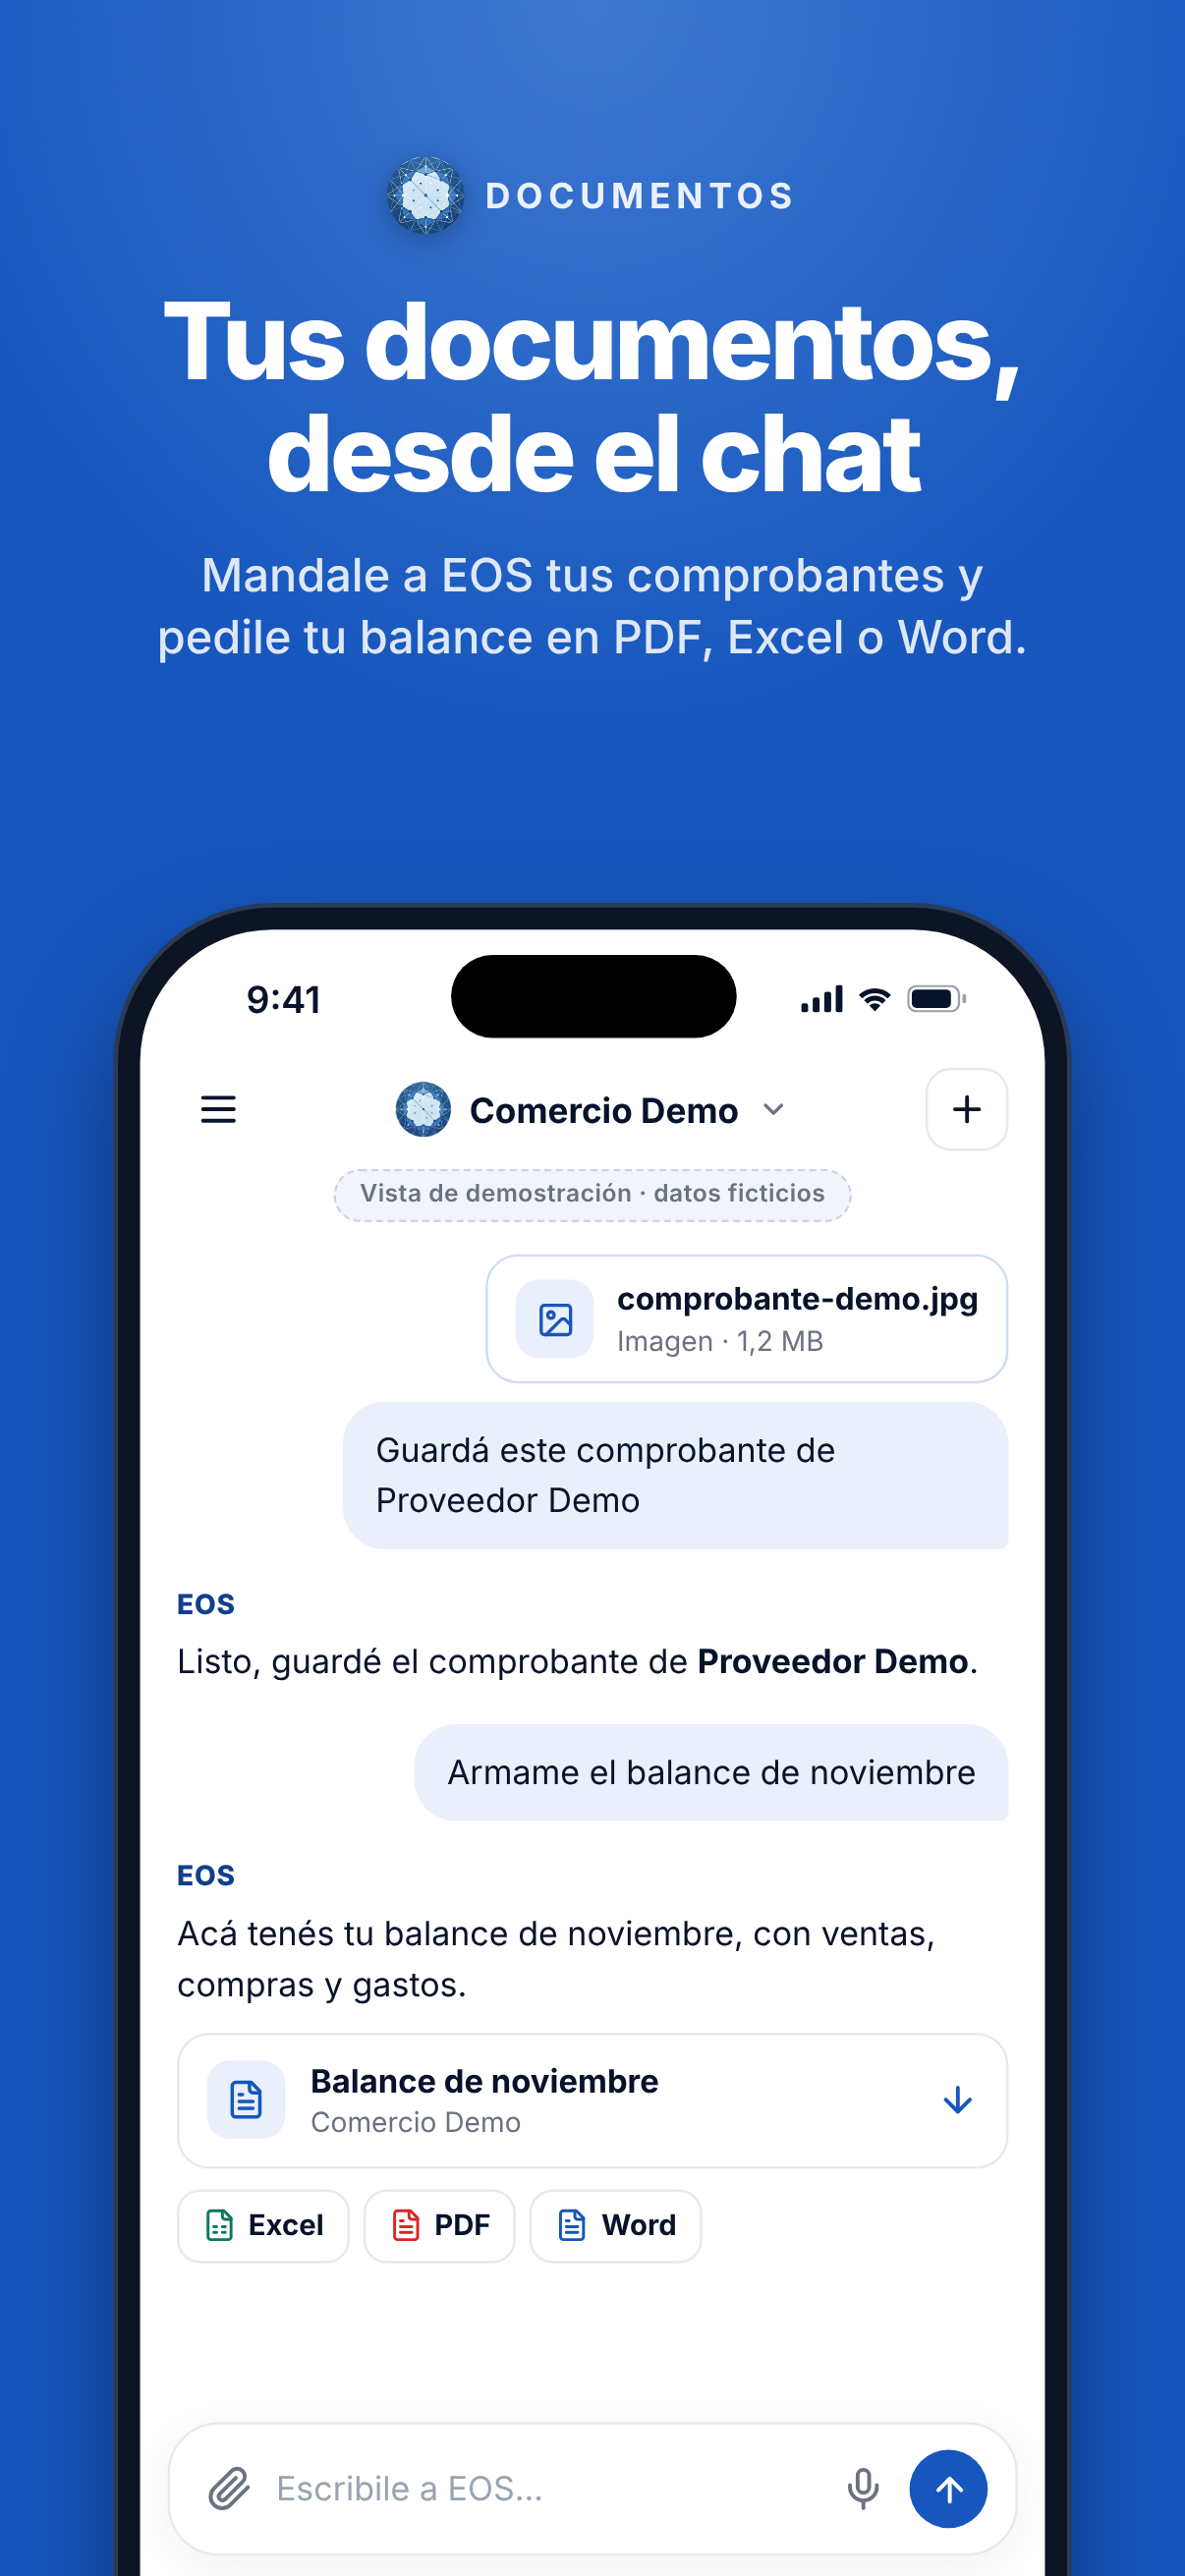 DOCUMENTOS
Tus documentos,
desde el chat
Mandale a EOS tus comprobantes y
pedile tu balance en PDF, Excel o Word.
9:41
Comercio Demo
Vista de demostración · datos ficticios
comprobante-demo.jpg
Imagen · 1,2 MB
Guardá este comprobante de
Proveedor Demo
EOS
Listo, guardé el comprobante de Proveedor Demo.
Armame el balance de noviembre
EOS
Acá tenés tu balance de noviembre, con ventas,
compras y gastos.
Balance de noviembre
Comercio Demo
Excel
PDF
Word
Escribile a EOS...